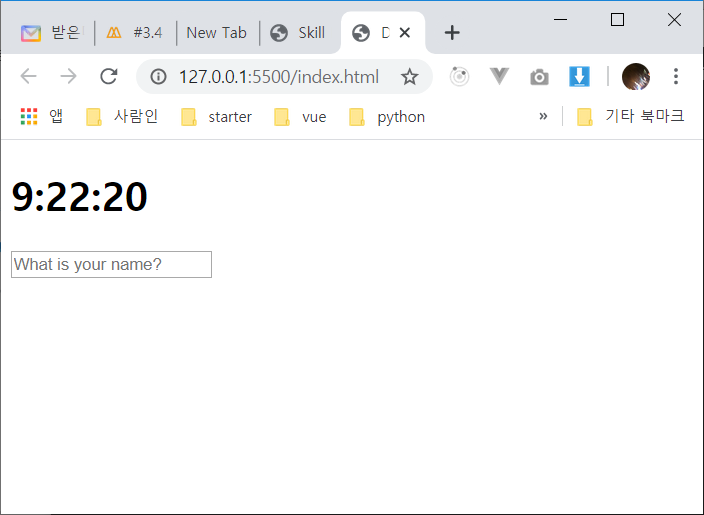 받은 #3.4 New Tab Skill D
127.0.0.1:5500/index.html
앱 사람인 starter vue python » 기타 북마크
9:22:20
What is your name?